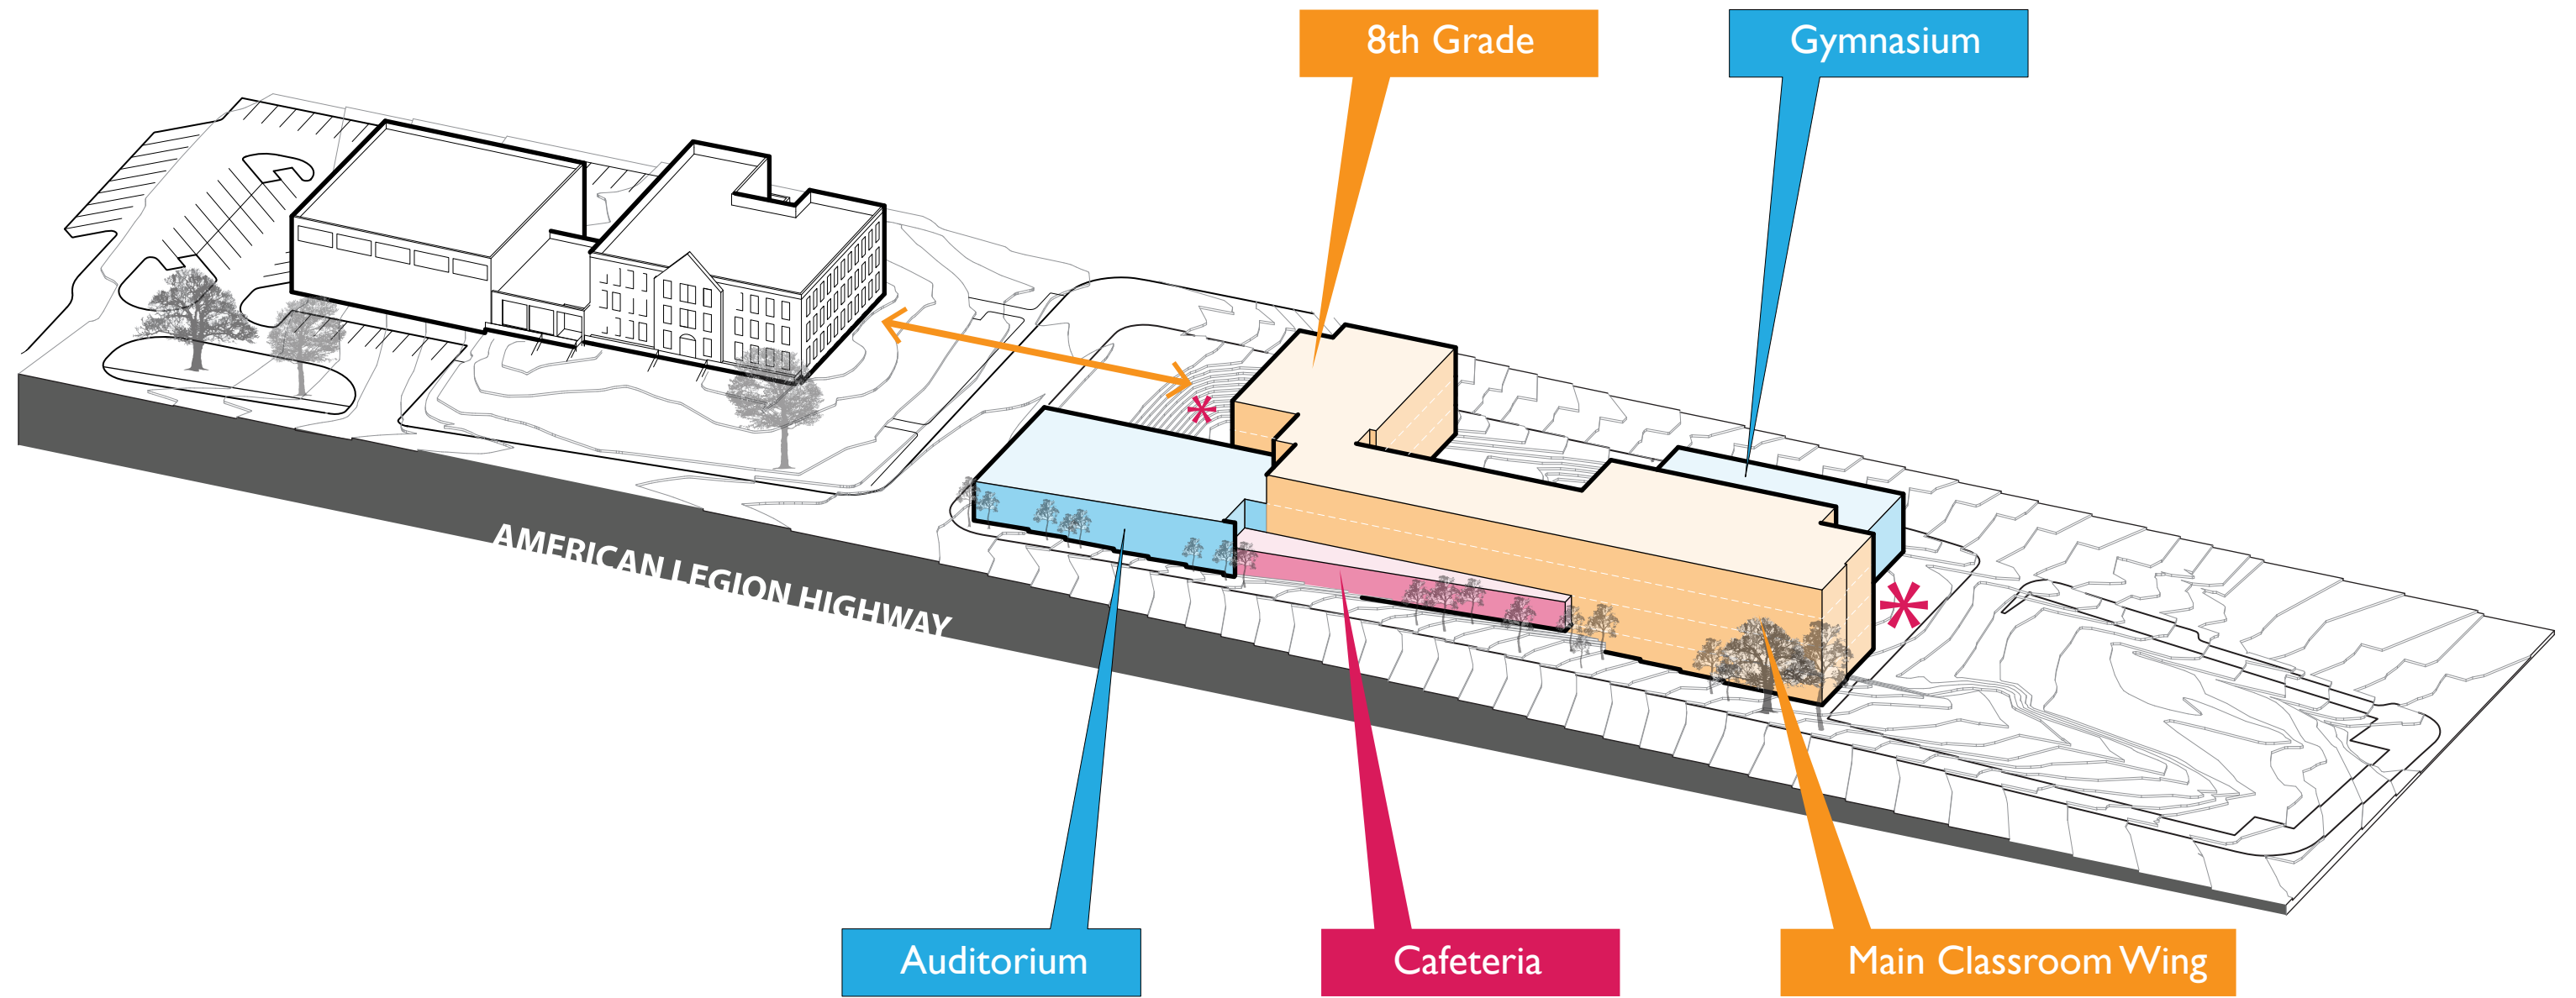 8th Grade
Gymnasium
AMERICAN LEGION HIGHWAY
Auditorium
Cafeteria
Main Classroom Wing